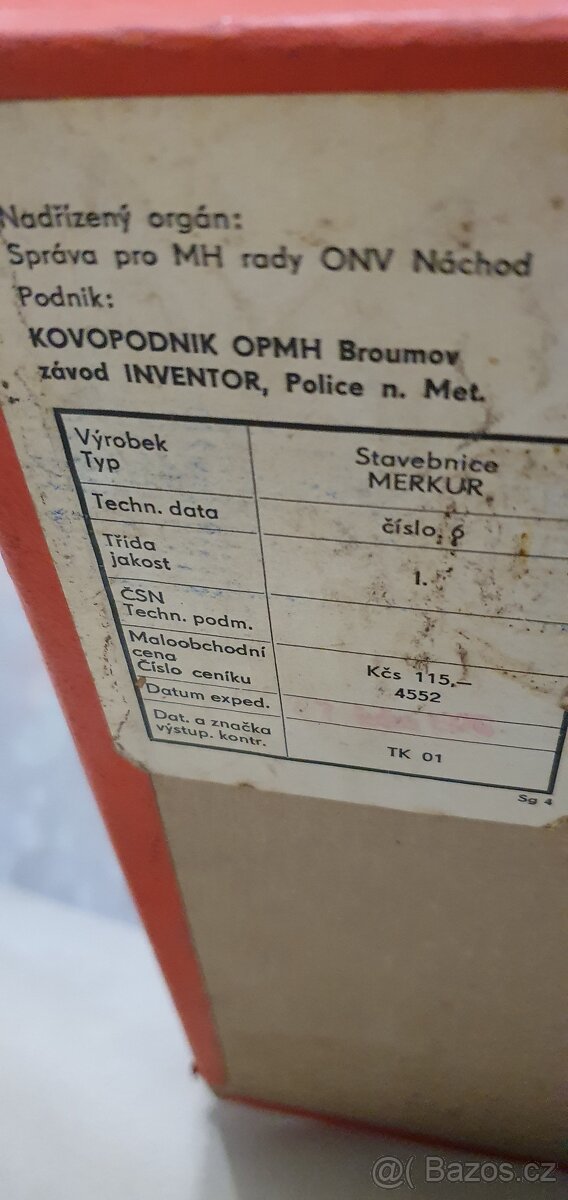 Nadřízený orgán:
Správa pro MH rady ONV Náchod
Podnik:
KOVOPODNIK OPMH Broumov
závod INVENTOR, Police n. Met.
Výrobek
Typ
Stavebnice
MERKUR
Techn. data
číslo, 6
Třída
jakost
1.
ČSN
Techn. podm.
Maloobchodní
cena
Číslo ceníku
Kčs 115,—
4552
Datum exped.
Dat. a značka
výstup. kontr.
TK 01
Sg 4
@( Bazos.cz